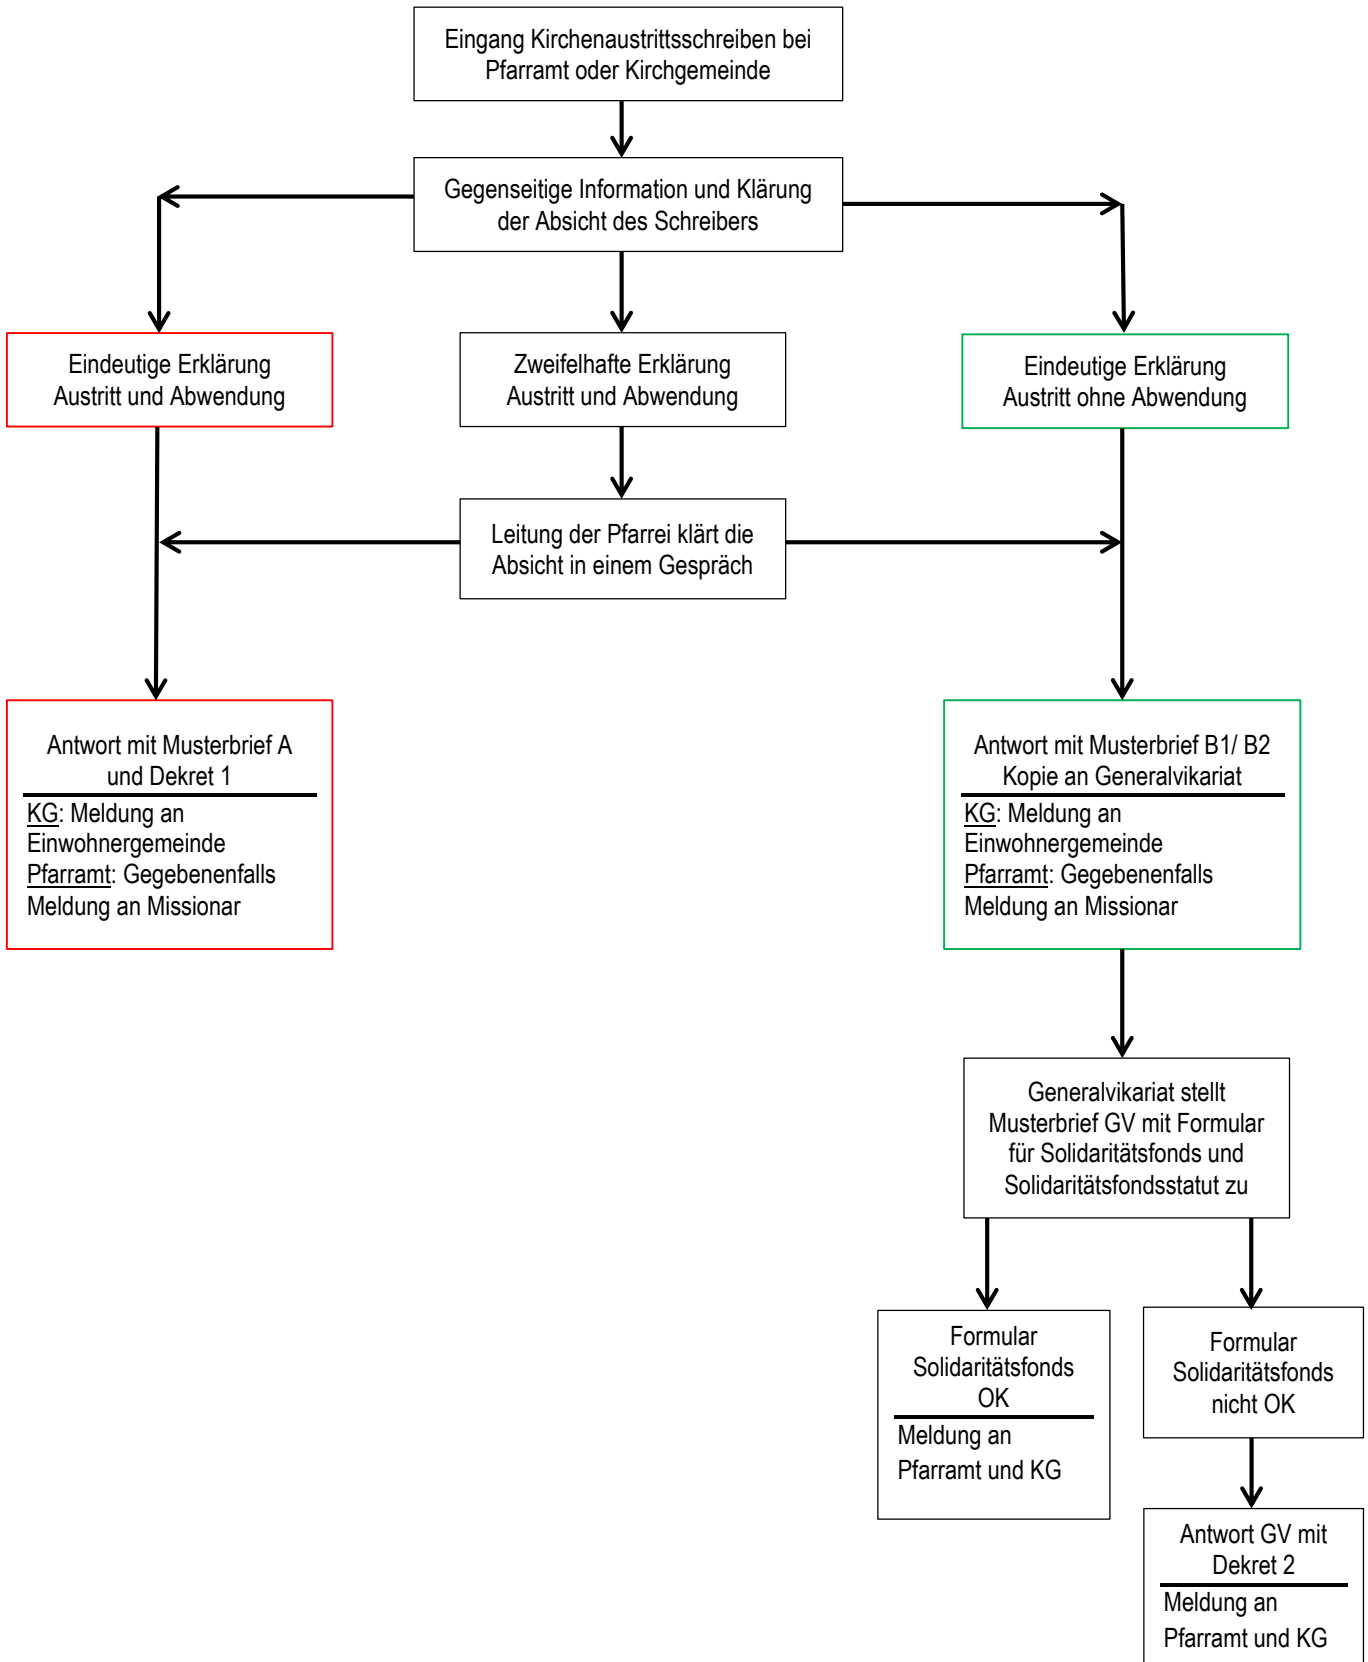 Eingang Kirchenaustrittsschreiben bei
Pfarramt oder Kirchgemeinde
Gegenseitige Information und Klärung
der Absicht des Schreibers
Eindeutige Erklärung
Austritt und Abwendung
Zweifelhafte Erklärung
Austritt und Abwendung
Eindeutige Erklärung
Austritt ohne Abwendung
Leitung der Pfarrei klärt die
Absicht in einem Gespräch
Antwort mit Musterbrief A
und Dekret 1
KG: Meldung an
Einwohnergemeinde
Pfarramt: Gegebenenfalls
Meldung an Missionar
Antwort mit Musterbrief B1/ B2
Kopie an Generalvikariat
KG: Meldung an
Einwohnergemeinde
Pfarramt: Gegebenenfalls
Meldung an Missionar
Generalvikariat stellt
Musterbrief GV mit Formular
für Solidaritätsfonds und
Solidaritätsfondsstatut zu
Formular
Solidaritätsfonds
OK
Meldung an
Pfarramt und KG
Formular
Solidaritätsfonds
nicht OK
Antwort GV mit
Dekret 2
Meldung an
Pfarramt und KG